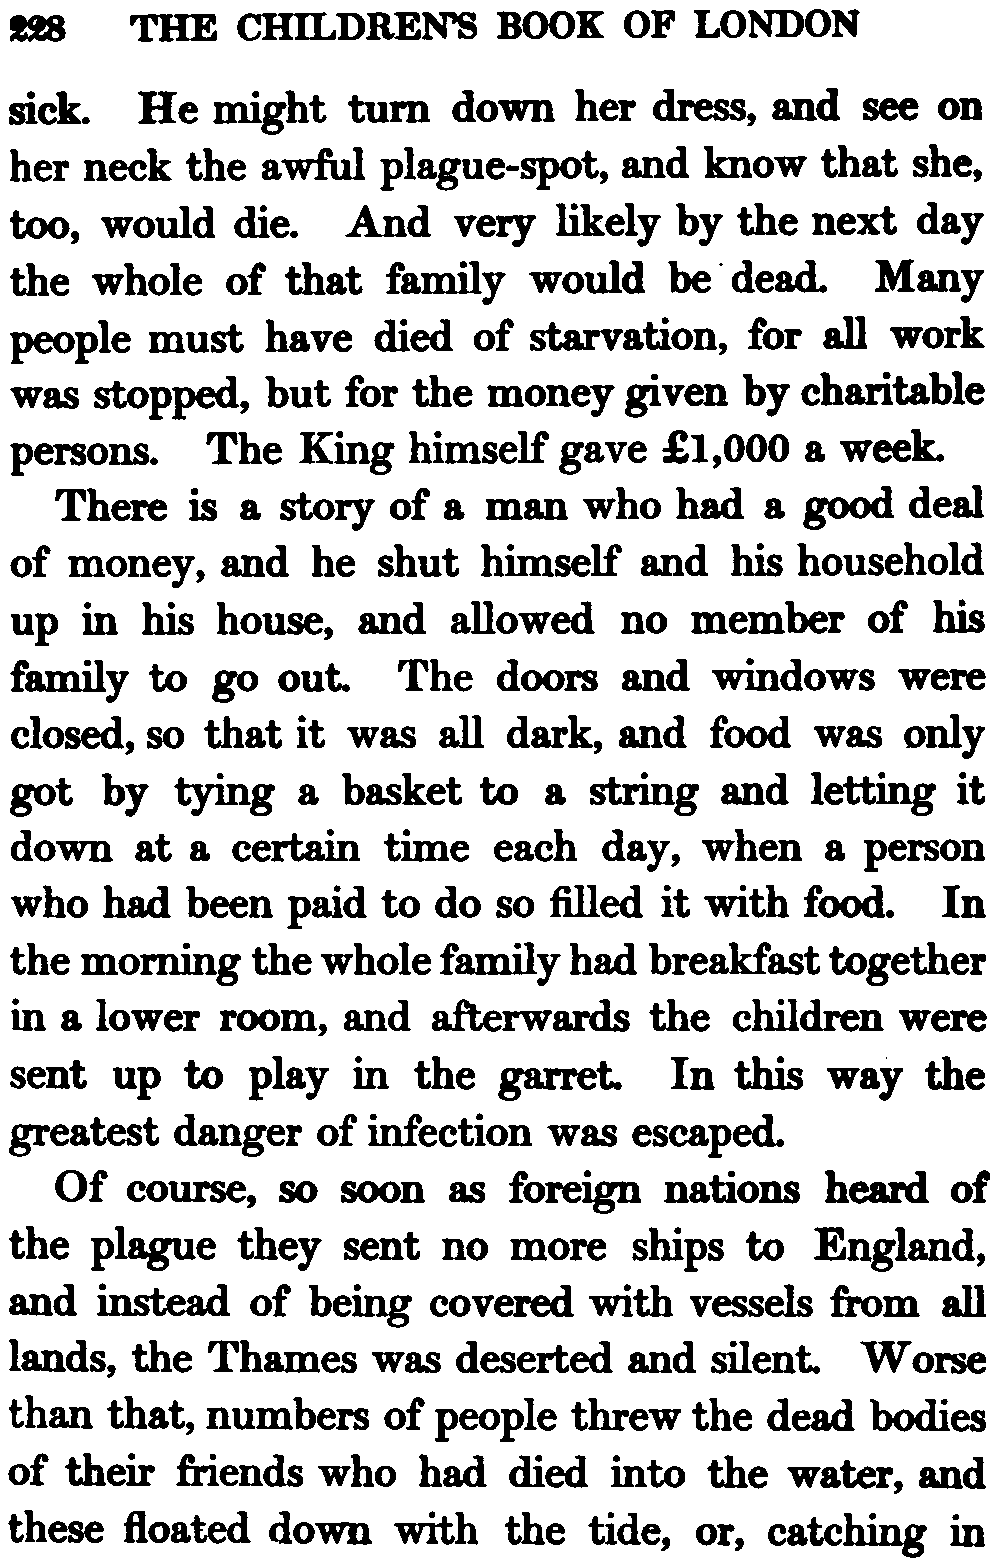 228 THE CHILDREN'S BOOK OF LONDON
sick. He might turn down her dress, and see on
her neck the awful plague-spot, and know that she,
too, would die. And very likely by the next day
the whole of that family would be dead. Many
people must have died of starvation, for all work
was stopped, but for the money given by charitable
persons. The King himself gave £1,000 a week.
There is a story of a man who had a good deal
of money, and he shut himself and his household
up in his house, and allowed no member of his
family to go out. The doors and windows were
closed, so that it was all dark, and food was only
got by tying a basket to a string and letting it
down at a certain time each day, when a person
who had been paid to do so filled it with food. In
the morning the whole family had breakfast together
in a lower room, and afterwards the children were
sent up to play in the garret. In this way the
greatest danger of infection was escaped.
Of course, so soon as foreign nations heard of
the plague they sent no more ships to England,
and instead of being covered with vessels from all
lands, the Thames was deserted and silent. Worse
than that, numbers of people threw the dead bodies
of their friends who had died into the water, and
these floated down with the tide, or, catching in